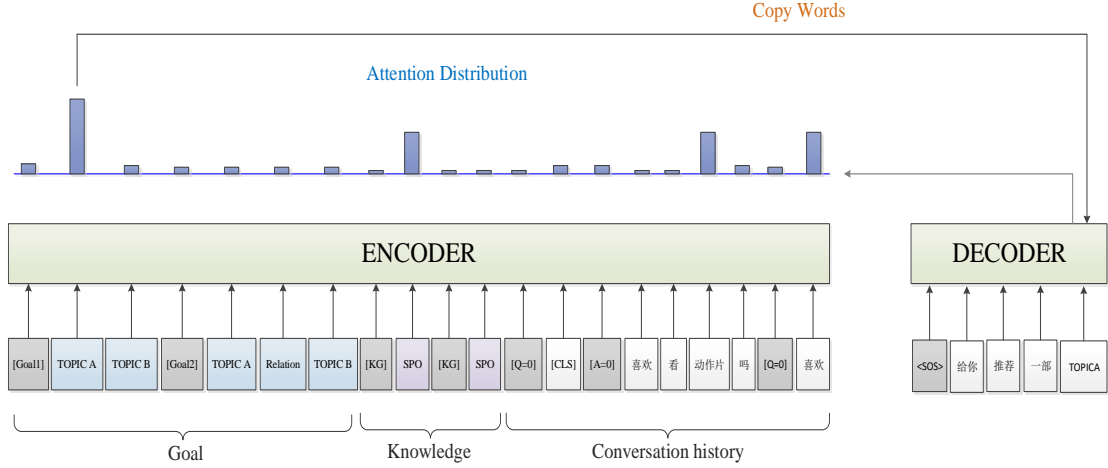 Copy Words
Attention Distribution
ENCODER
DECODER
[Goal1] TOPIC A TOPIC B [Goal2] TOPIC A Relation TOPIC B [KG] SPO [KG] SPO [Q=0] [CLS] [A=0] 喜欢 看 动作片 吗 [Q=0] 喜欢
<SOS> 给你 推荐 一部 TOPICA
Goal
Knowledge
Conversation history